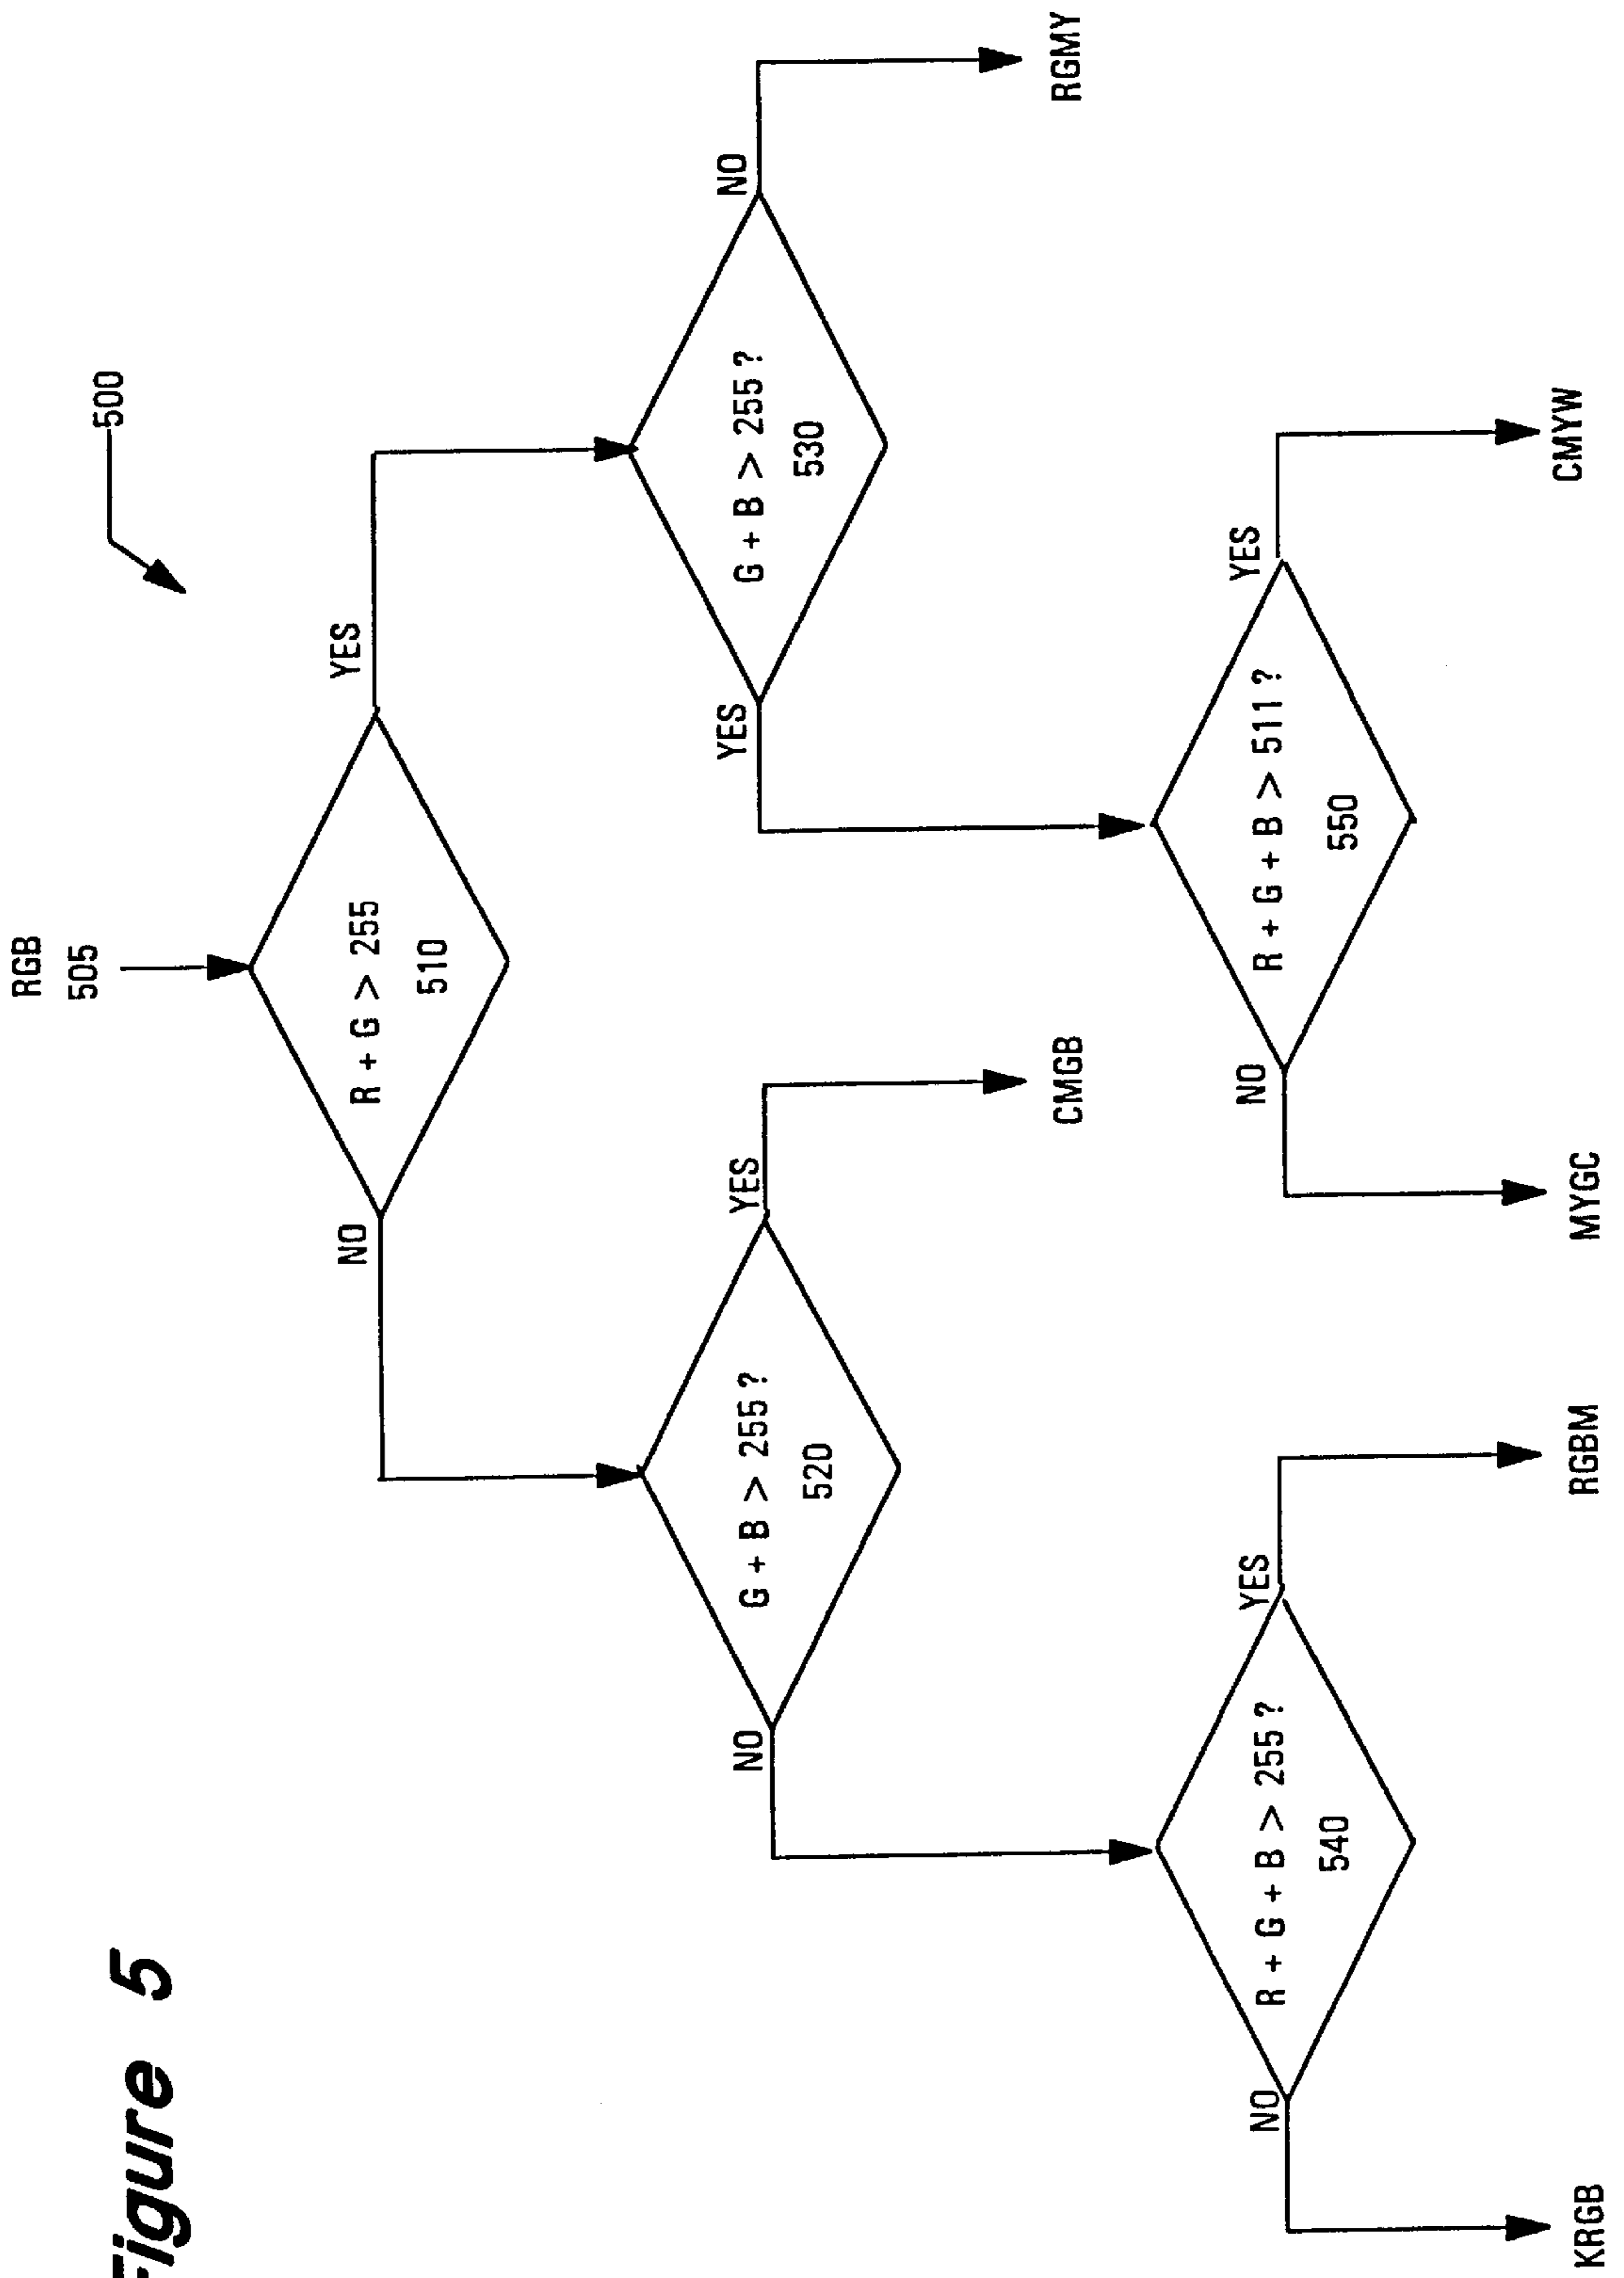 Figure 5
500
RGB
505
R + G > 255
510
NO
YES
G + B > 255 ?
520
NO
YES
CMGB
G + B > 255 ?
530
YES
NO
RGMY
R + G + B > 255 ?
540
NO
YES
KRGB
RGBM
R + G + B > 511 ?
550
NO
YES
MYGC
CMYW